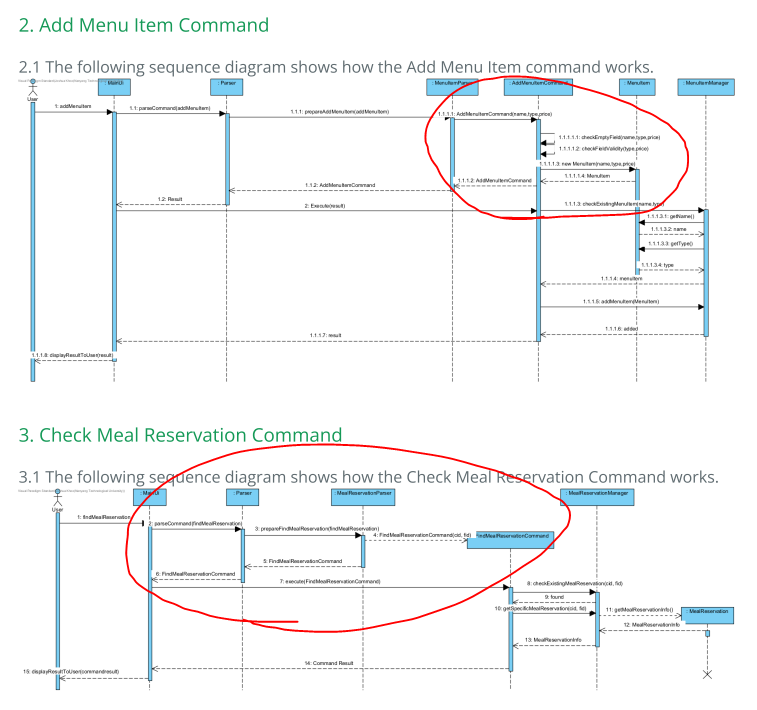 2. Add Menu Item Command
2.1 The following sequence diagram shows how the Add Menu Item command works.
User
: MainUi
: Parser
: MenuItemParser
: AddMenuItemCommand
: MenuItem
: MenuItemManager
1: addMenuItem
1.1: parseCommand(addMenuItem)
1.1.1: prepareAddMenuItem(addMenuItem)
1.1.1.1: AddMenuItemCommand(name,type,price)
1.1.1.1.1: checkEmptyField(name,type,price)
1.1.1.1.2: checkFieldValidity(type,price)
1.1.1.1.3: new MenuItem(name,type,price)
1.1.1.1.4: MenuItem
1.1.1.2: AddMenuItemCommand
1.1.2: AddMenuItemCommand
1.2: Result
2: Execute(result)
1.1.1.3: checkExistingMenuItem(name,type)
1.1.1.3.1: getName()
1.1.1.3.2: name
1.1.1.3.3: getType()
1.1.1.3.4: type
1.1.1.4: menuItem
1.1.1.5: addMenuItem(MenuItem)
1.1.1.6: added
1.1.1.7: result
1.1.1.8: displayResultToUser(result)
3. Check Meal Reservation Command
3.1 The following sequence diagram shows how the Check Meal Reservation Command works.
User
: MainUi
: Parser
: MealReservationParser
: MealReservationManager
1: findMealReservation
2: parseCommand(findMealReservation)
3: prepareFindMealReservation(findMealReservation)
4: FindMealReservationCommand(cid, fid)
FindMealReservationCommand
5: FindMealReservationCommand
6: FindMealReservationCommand
7: execute(FindMealReservationCommand)
8: checkExistingMealReservation(cid, fid)
9: found
10: getSpecificMealReservation(cid, fid)
11: getMealReservationInfo()
: MealReservation
12: MealReservationInfo
13: MealReservationInfo
14: Command Result
15: displayResultToUser(commandresult)